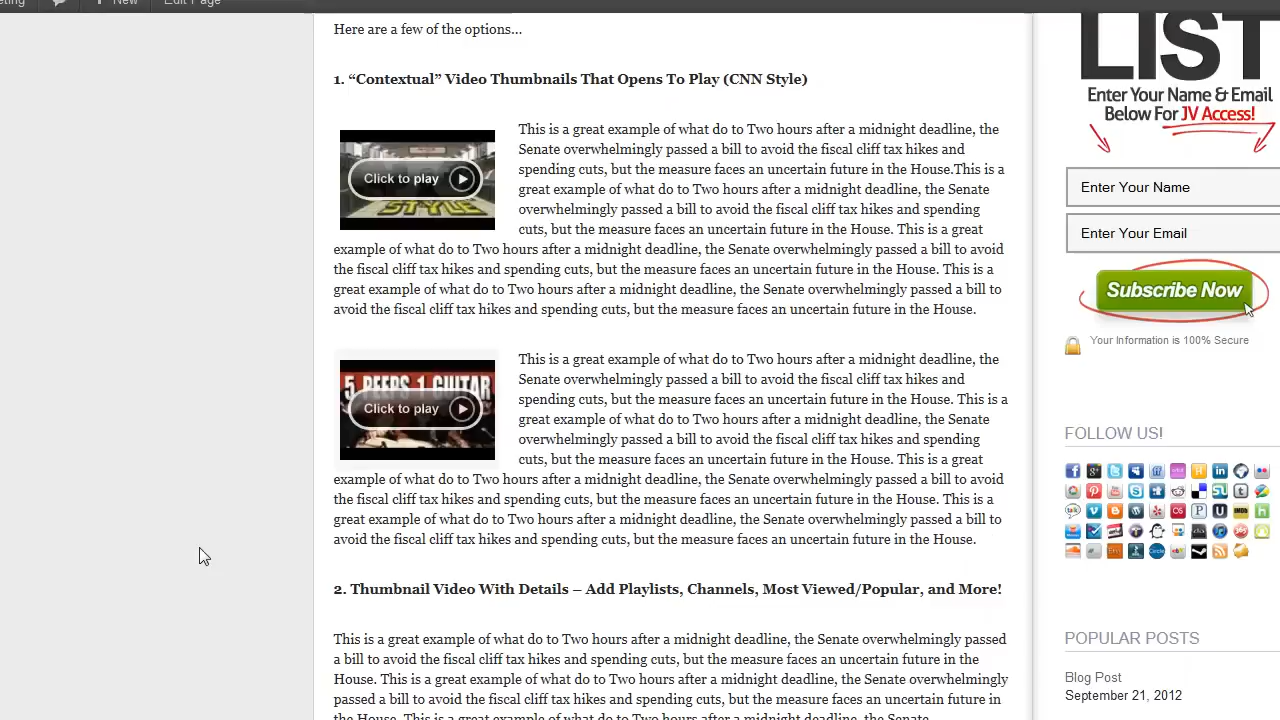 New
Edit Page
Here are a few of the options...
1. “Contextual” Video Thumbnails That Opens To Play (CNN Style)
Click to play
STYLE
This is a great example of what do to Two hours after a midnight deadline, the
Senate overwhelmingly passed a bill to avoid the fiscal cliff tax hikes and
spending cuts, but the measure faces an uncertain future in the House.This is a
great example of what do to Two hours after a midnight deadline, the Senate
overwhelmingly passed a bill to avoid the fiscal cliff tax hikes and spending
cuts, but the measure faces an uncertain future in the House. This is a great
example of what do to Two hours after a midnight deadline, the Senate overwhelmingly passed a bill to avoid
the fiscal cliff tax hikes and spending cuts, but the measure faces an uncertain future in the House. This is a
great example of what do to Two hours after a midnight deadline, the Senate overwhelmingly passed a bill to
avoid the fiscal cliff tax hikes and spending cuts, but the measure faces an uncertain future in the House.
5 PEEPS 1 GUITAR
Click to play
This is a great example of what do to Two hours after a midnight deadline, the
Senate overwhelmingly passed a bill to avoid the fiscal cliff tax hikes and
spending cuts, but the measure faces an uncertain future in the House. This is a
great example of what do to Two hours after a midnight deadline, the Senate
overwhelmingly passed a bill to avoid the fiscal cliff tax hikes and spending
cuts, but the measure faces an uncertain future in the House. This is a great
example of what do to Two hours after a midnight deadline, the Senate overwhelmingly passed a bill to avoid
the fiscal cliff tax hikes and spending cuts, but the measure faces an uncertain future in the House. This is a
great example of what do to Two hours after a midnight deadline, the Senate overwhelmingly passed a bill to
avoid the fiscal cliff tax hikes and spending cuts, but the measure faces an uncertain future in the House.
2. Thumbnail Video With Details – Add Playlists, Channels, Most Viewed/Popular, and More!
This is a great example of what do to Two hours after a midnight deadline, the Senate overwhelmingly passed
a bill to avoid the fiscal cliff tax hikes and spending cuts, but the measure faces an uncertain future in the
House. This is a great example of what do to Two hours after a midnight deadline, the Senate overwhelmingly
passed a bill to avoid the fiscal cliff tax hikes and spending cuts, but the measure faces an uncertain future in
the House. This is a great example of what do to Two hours after a midnight deadline, the Senate
LIST
Enter Your Name & Email
Below For JV Access!
Enter Your Name
Enter Your Email
Subscribe Now
Your Information is 100% Secure
FOLLOW US!
POPULAR POSTS
Blog Post
September 21, 2012